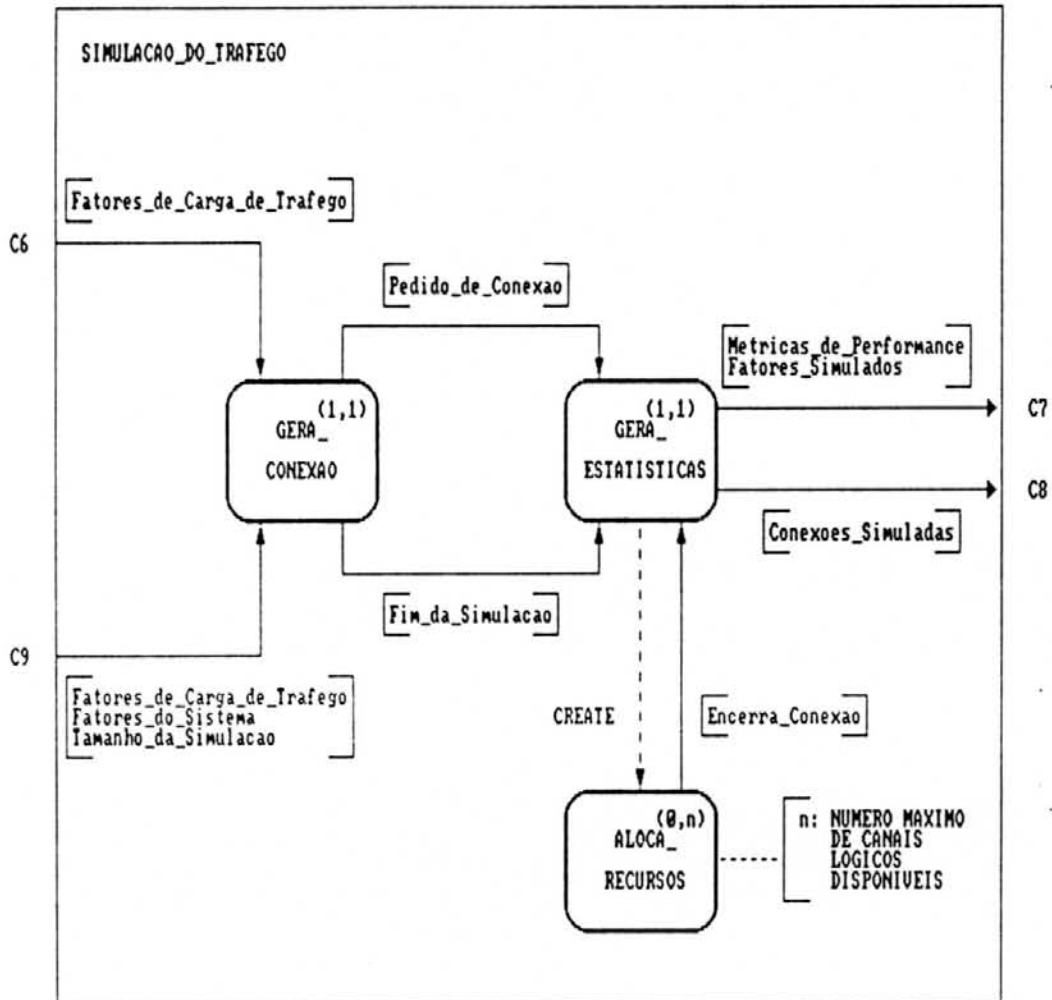 SIMULACAO_DO_TRAFEGO
Fatores_de_Carga_de_Trafego
C6
Pedido_de_Conexao
Metricas_de_Performance
Fatores_Simulados
C7
(1,1)
GERA_
CONEXAO
(1,1)
GERA_
ESTATISTICAS
C8
Conexoes_Simuladas
Fim_da_Simulacao
C9
Fatores_de_Carga_de_Trafego
Fatores_do_Sistema
Tamanho_da_Simulacao
CREATE
Encerra_Conexao
(0,n)
ALOCA_
RECURSOS
n: NUMERO MAXIMO
DE CANAIS
LOGICOS
DISPONIVEIS